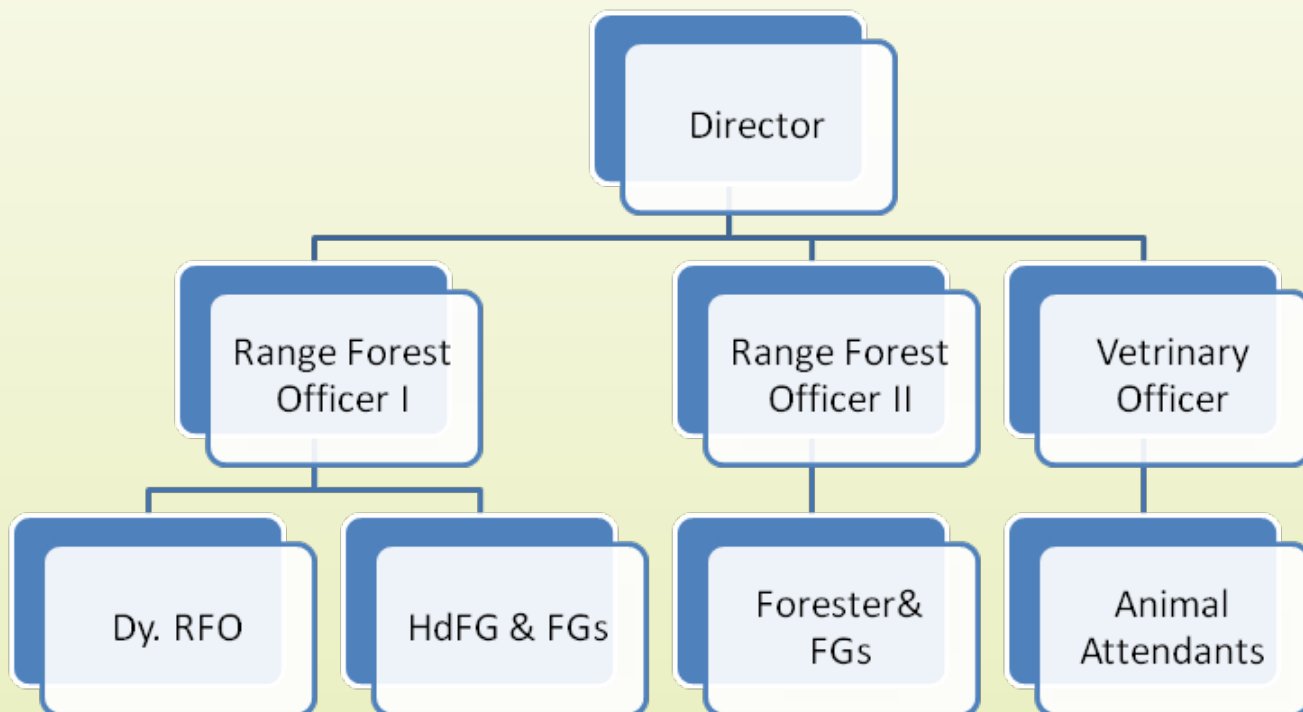 Director
Range Forest
Officer I
Range Forest
Officer II
Vetrinary
Officer
Dy. RFO
HdFG & FGs
Forester&
FGs
Animal
Attendants